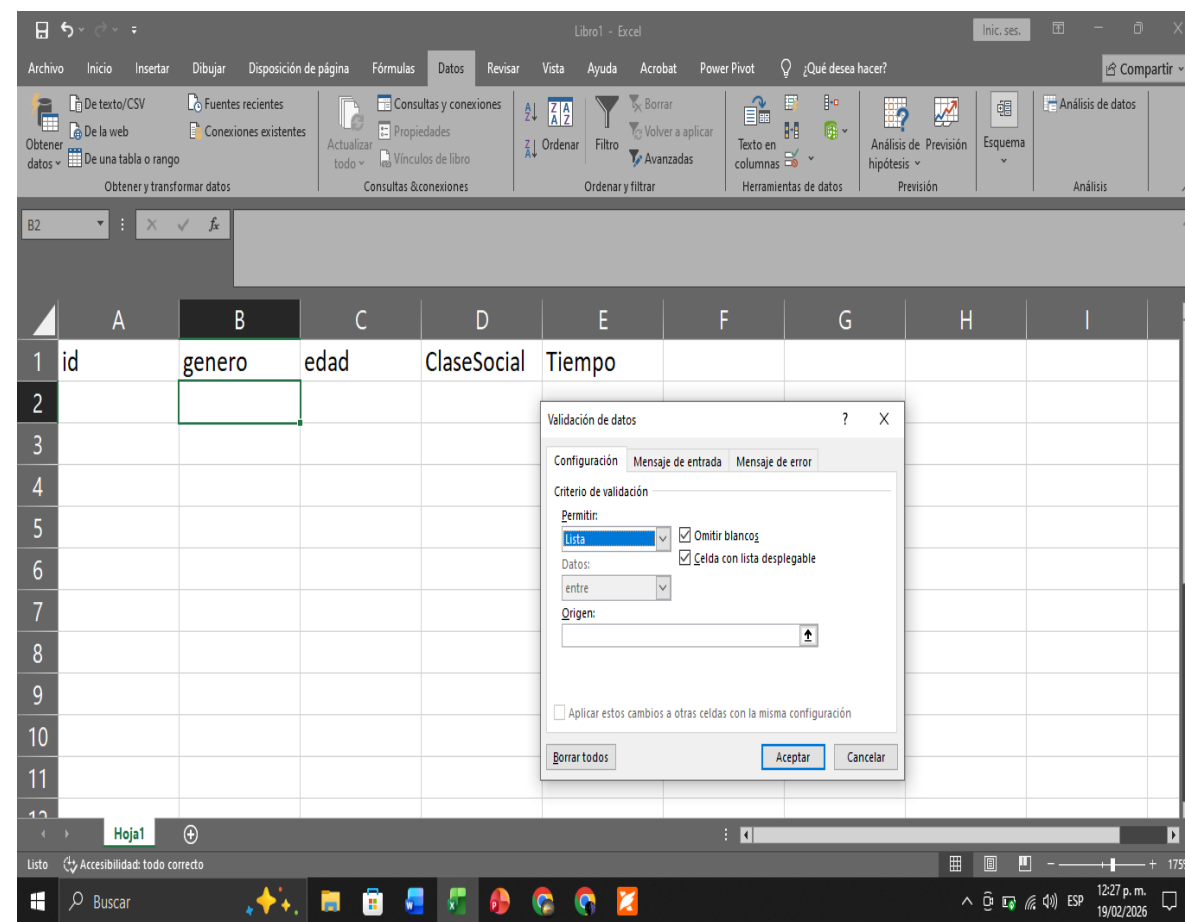 Libro1 - Excel
Inic. ses.
Archivo Inicio Insertar Dibujar Disposición de página Fórmulas Datos Revisar Vista Ayuda Acrobat Power Pivot ¿Qué desea hacer? Compartir
Obtener datos
De texto/CSV
De la web
De una tabla o rango
Fuentes recientes
Conexiones existentes
Obtener y transformar datos
Actualizar todo
Consultas y conexiones
Propiedades
Vínculos de libro
Consultas &conexiones
Ordenar
Filtro
Borrar
Volver a aplicar
Avanzadas
Ordenar y filtrar
Texto en columnas
Herramientas de datos
Análisis de hipótesis
Previsión
Previsión
Esquema
Análisis de datos
Análisis
B2
fx
A B C D E F G H I
1 id genero edad ClaseSocial Tiempo
2
3
4
5
6
7
8
9
10
11
12
Validación de datos ? X
Configuración Mensaje de entrada Mensaje de error
Criterio de validación
Permitir:
Lista
Omitir blancos
Celda con lista desplegable
Datos:
entre
Origen:
Aplicar estos cambios a otras celdas con la misma configuración
Borrar todos Aceptar Cancelar
Hoja1
Listo Accesibilidad: todo correcto
Buscar
ESP
12:27 p. m.
19/02/2026